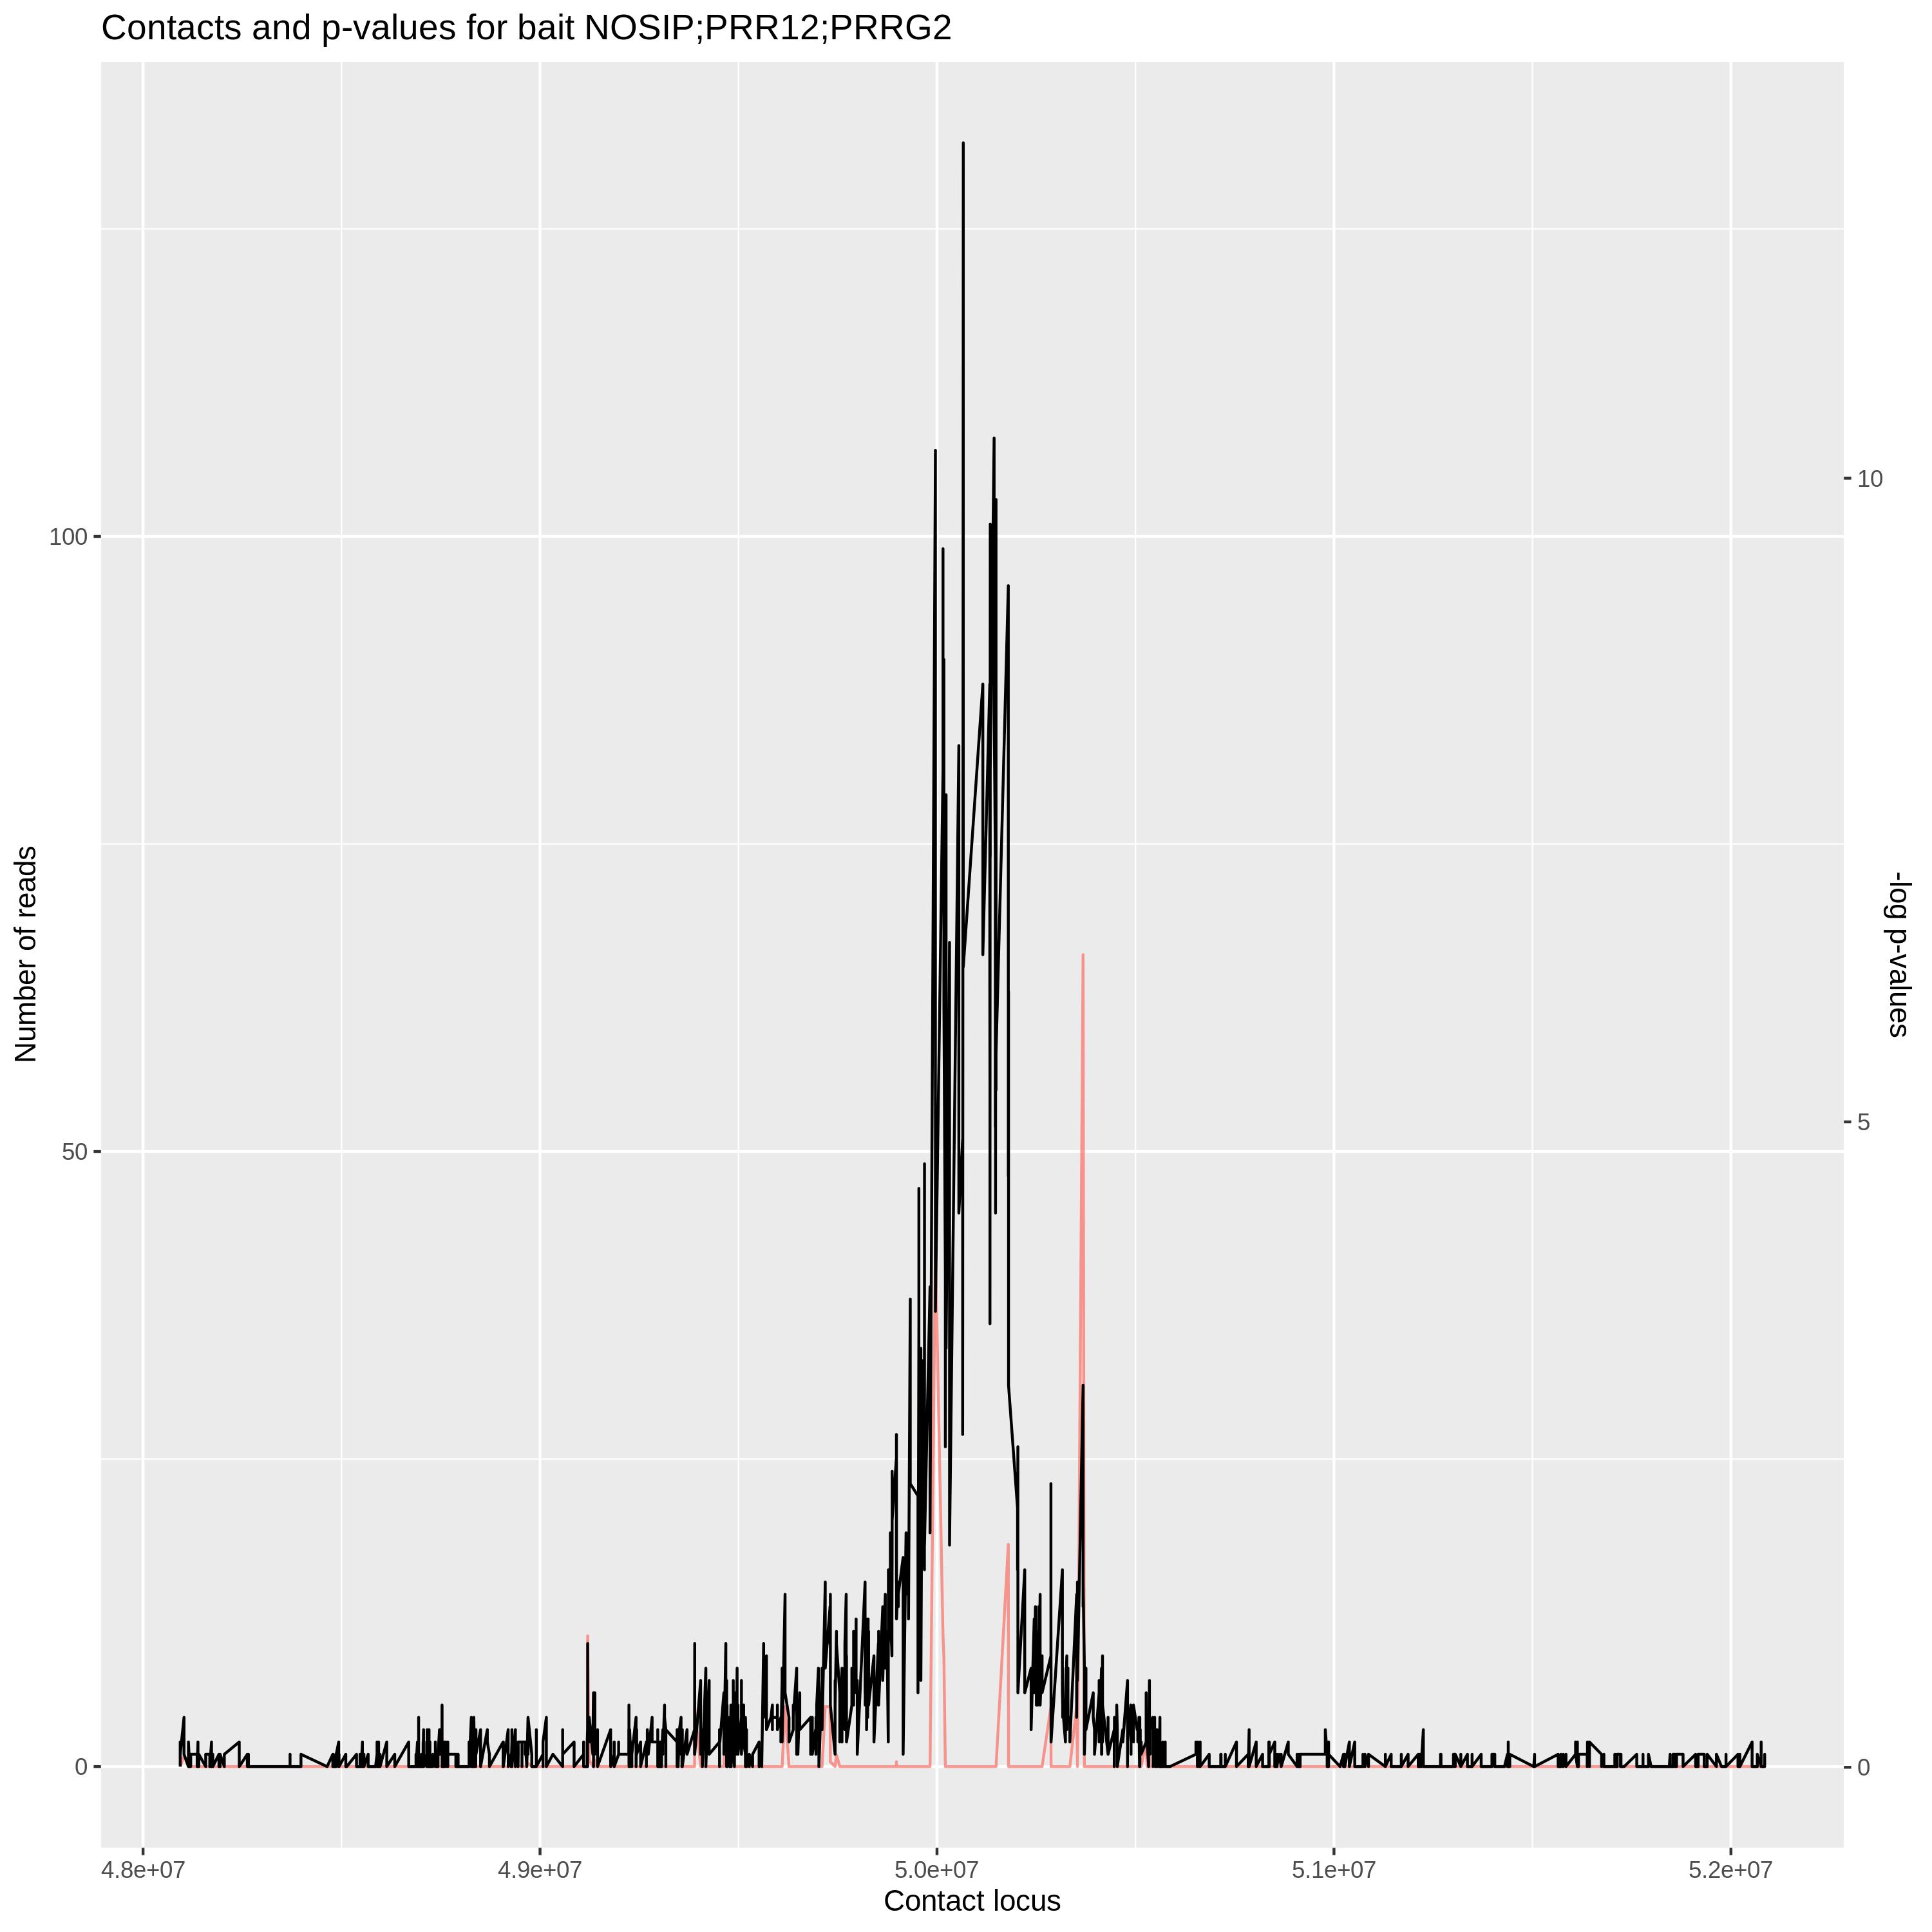 Contacts and p-values for bait NOSIP;PRR12;PRRG2
Number of reads
100
50
0
10
5
0
-log p-values
4.8e+07
4.9e+07
5.0e+07
5.1e+07
5.2e+07
Contact locus